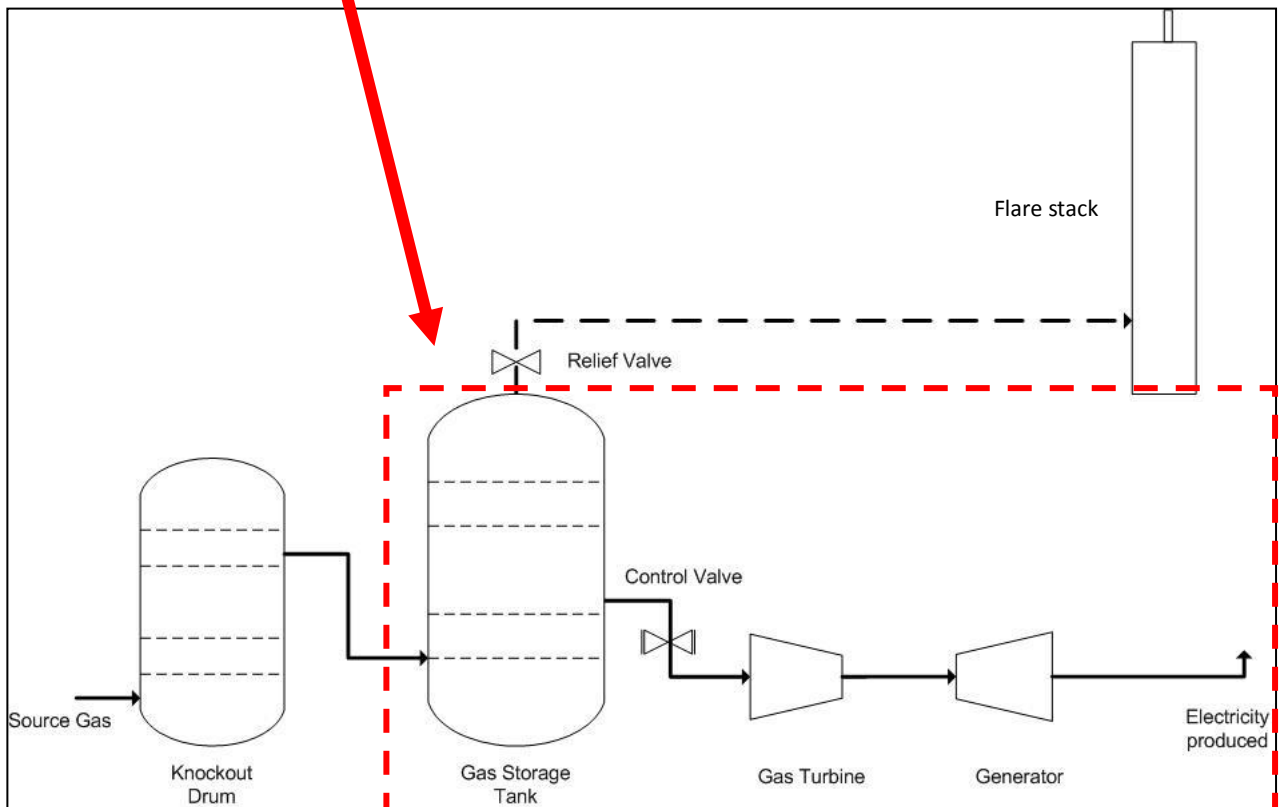 Flare stack
Relief Valve
Control Valve
Source Gas
Electricity
produced
Knockout
Drum
Gas Storage
Tank
Gas Turbine
Generator